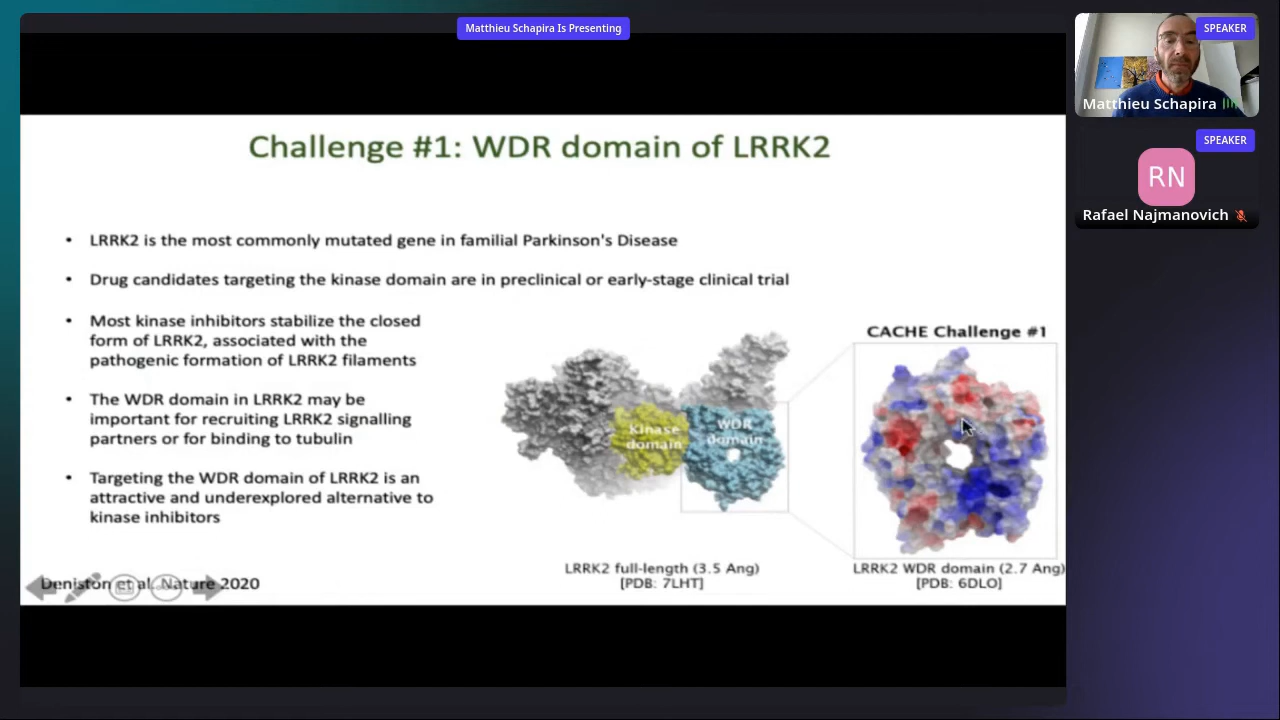 Matthieu Schapira Is Presenting
SPEAKER
Matthieu Schapira
SPEAKER
RN
Rafael Najmanovich
Challenge #1: WDR domain of LRRK2
• LRRK2 is the most commonly mutated gene in familial Parkinson's Disease
• Drug candidates targeting the kinase domain are in preclinical or early-stage clinical trial
• Most kinase inhibitors stabilize the closed
form of LRRK2, associated with the
pathogenic formation of LRRK2 filaments
• The WDR domain in LRRK2 may be
important for recruiting LRRK2 signalling
partners or for binding to tubulin
• Targeting the WDR domain of LRRK2 is an
attractive and underexplored alternative to
kinase inhibitors
Kinase
domain
WDR
domain
CACHE Challenge #1
LRRK2 full-length (3.5 Ang)
[PDB: 7LHT]
LRRK2 WDR domain (2.7 Ang)
[PDB: 6DLO]
Deniston et al. Nature 2020